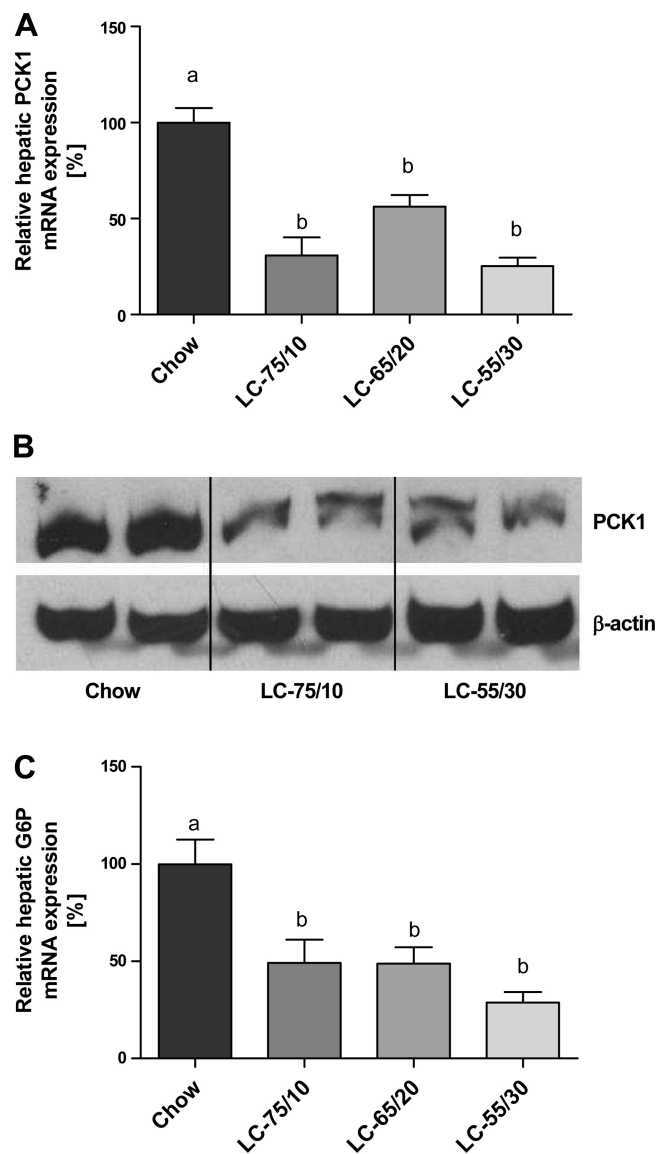 A
Relative hepatic PCK1
mRNA expression
[%]
150
100
50
0
a
b
b
b
Chow
LC-75/10
LC-65/20
LC-55/30
B
PCK1
β-actin
Chow
LC-75/10
LC-55/30
C
Relative hepatic G6P
mRNA expression
[%]
150
100
50
0
a
b
b
b
Chow
LC-75/10
LC-65/20
LC-55/30